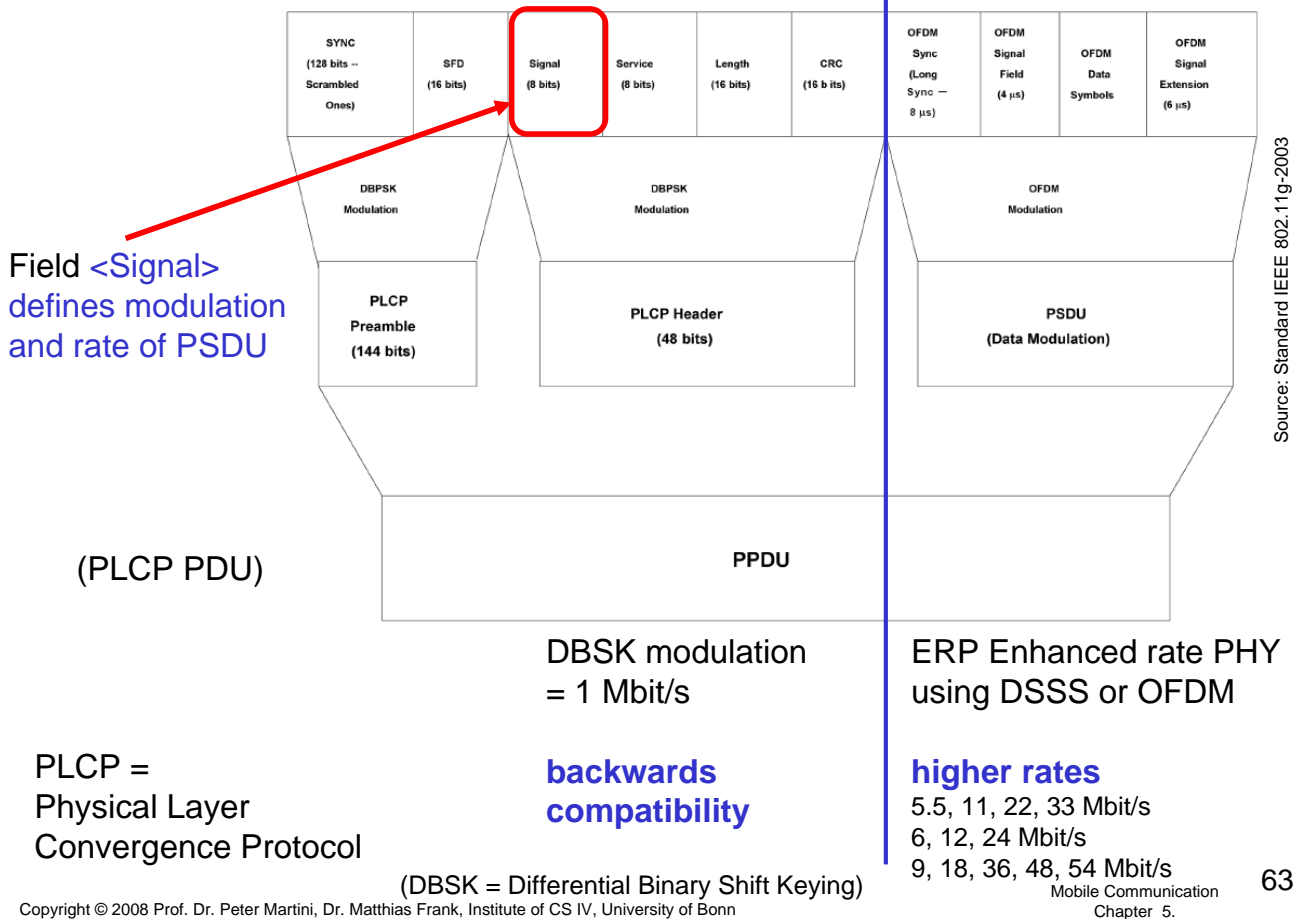 SYNC
(128 bits --
Scrambled
Ones)
SFD
(16 bits)
Signal
(8 bits)
Service
(8 bits)
Length
(16 bits)
CRC
(16 b its)
OFDM
Sync
(Long
Sync —
8 µs)
OFDM
Signal
Field
(4 µs)
OFDM
Data
Symbols
OFDM
Signal
Extension
(6 µs)
DBPSK
Modulation
DBPSK
Modulation
OFDM
Modulation
Field <Signal>
defines modulation
and rate of PSDU
PLCP
Preamble
(144 bits)
PLCP Header
(48 bits)
PSDU
(Data Modulation)
Source: Standard IEEE 802.11g-2003
(PLCP PDU)
PPDU
DBSK modulation
= 1 Mbit/s
ERP Enhanced rate PHY
using DSSS or OFDM
PLCP =
Physical Layer
Convergence Protocol
backwards
compatibility
higher rates
5.5, 11, 22, 33 Mbit/s
6, 12, 24 Mbit/s
9, 18, 36, 48, 54 Mbit/s
(DBSK = Differential Binary Shift Keying)
Copyright © 2008 Prof. Dr. Peter Martini, Dr. Matthias Frank, Institute of CS IV, University of Bonn
Mobile Communication
Chapter 5.
63